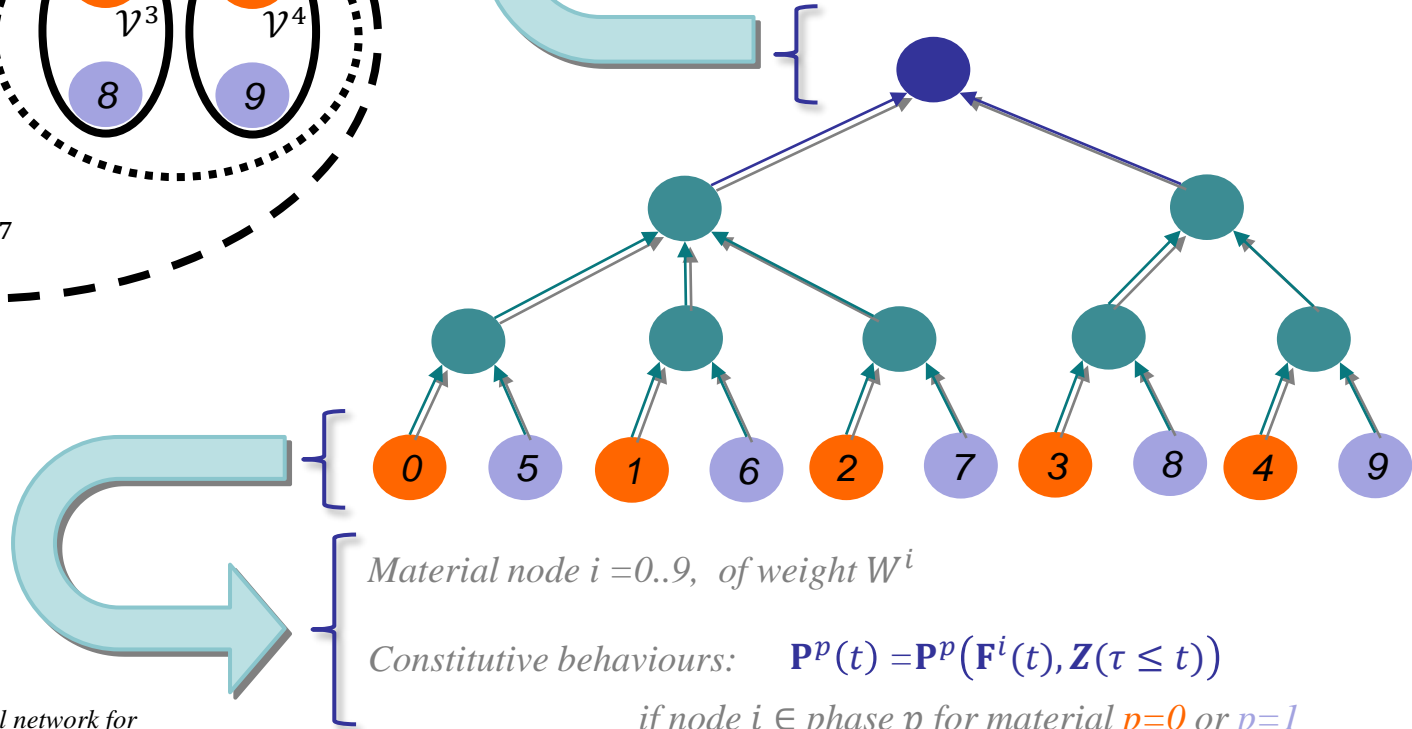 𝒱³ 𝒱⁴
8 9
7
0 5 1 6 2 7 3 8 4 9
Material node i =0..9, of weight Wⁱ
Constitutive behaviours: 𝐏ᵖ(t) =𝐏ᵖ(𝐅ⁱ(t), 𝒁(τ ≤ t))
l network for
if node i ∈ phase p for material p=0 or p=1